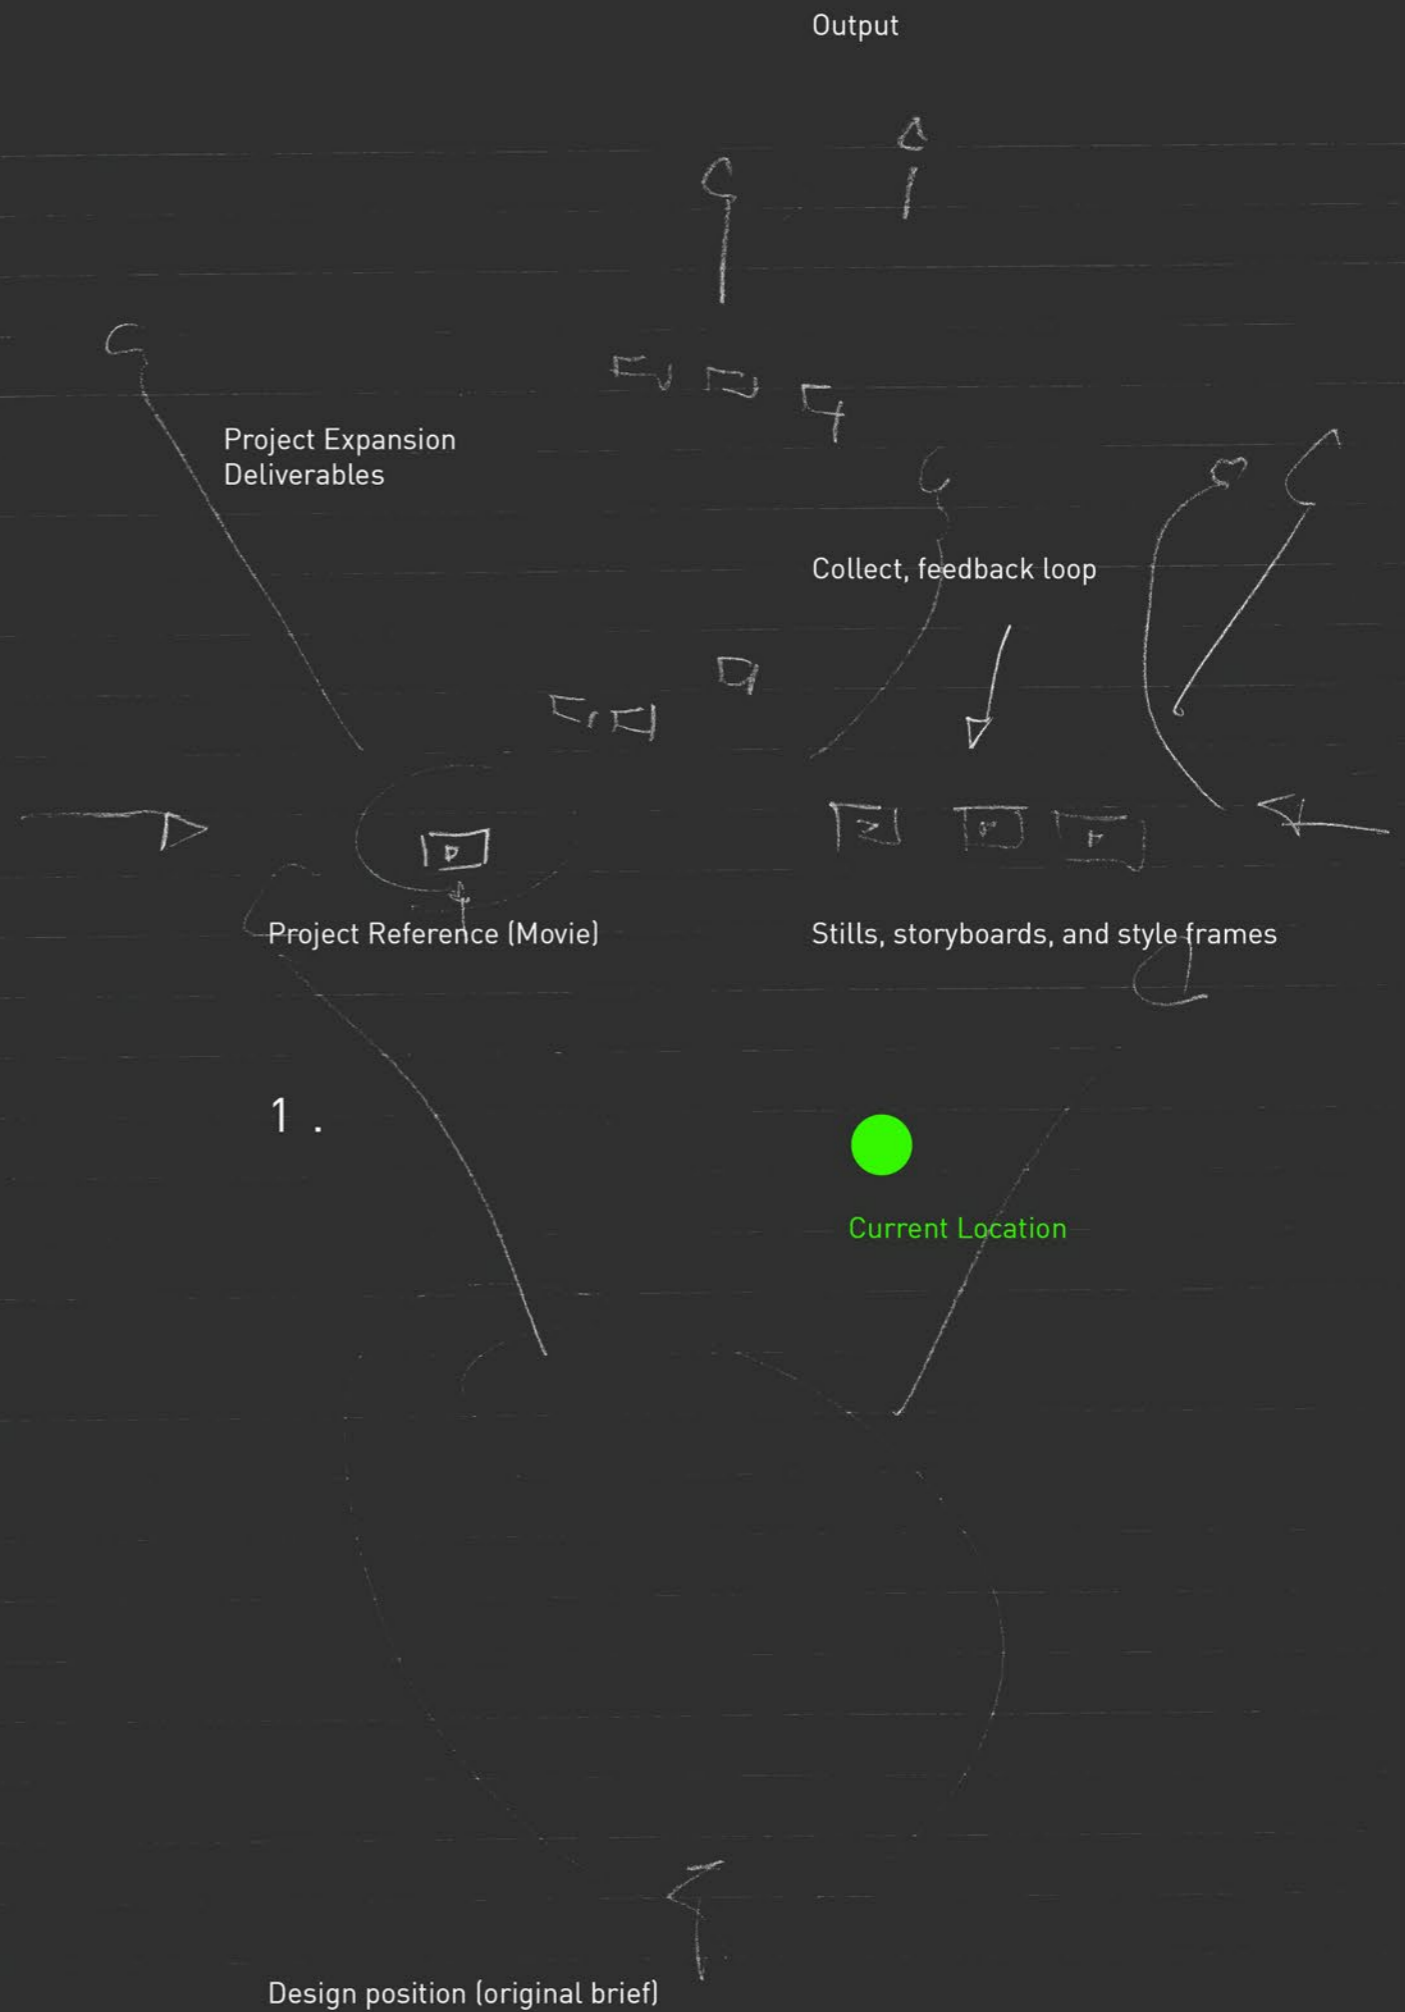 Output
Project Expansion
Deliverables
Collect, feedback loop
Project Reference (Movie)
Stills, storyboards, and style frames
1 .
Current Location
Design position (original brief)